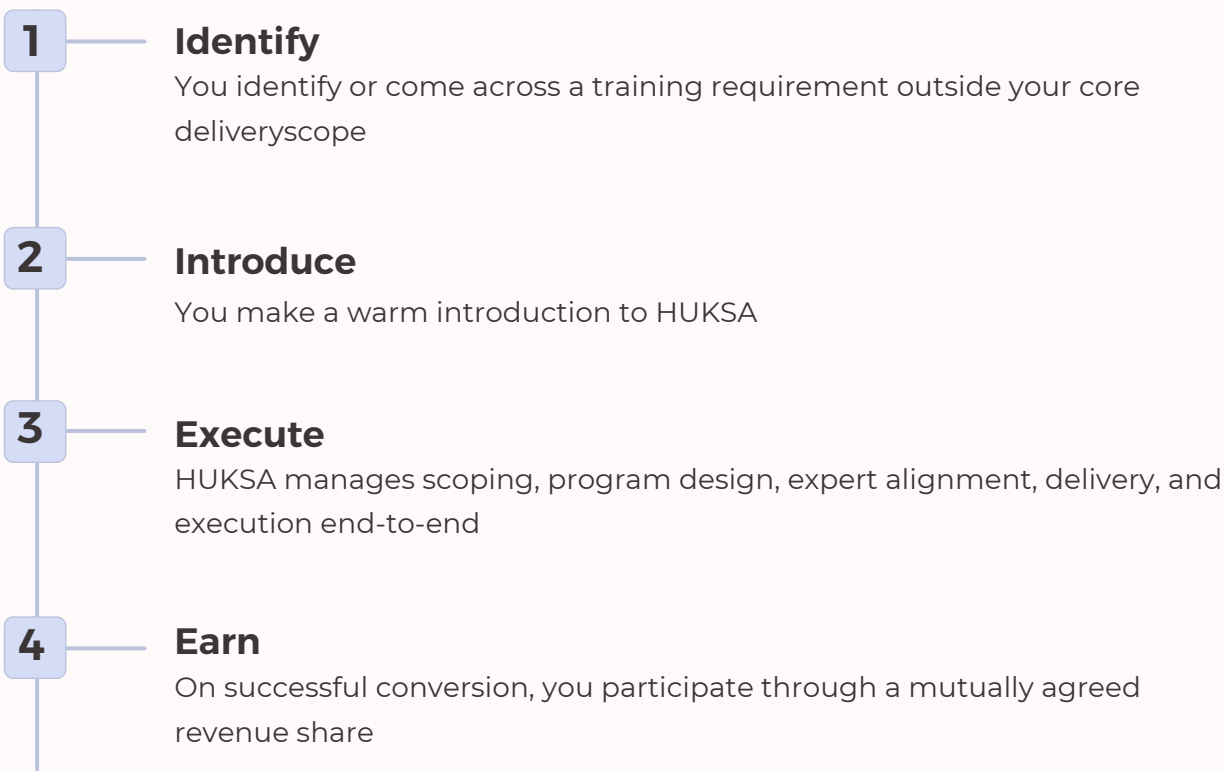 1
Identify
You identify or come across a training requirement outside your core
deliveryscope
2
Introduce
You make a warm introduction to HUKSA
3
Execute
HUKSA manages scoping, program design, expert alignment, delivery, and
execution end-to-end
4
Earn
On successful conversion, you participate through a mutually agreed
revenue share